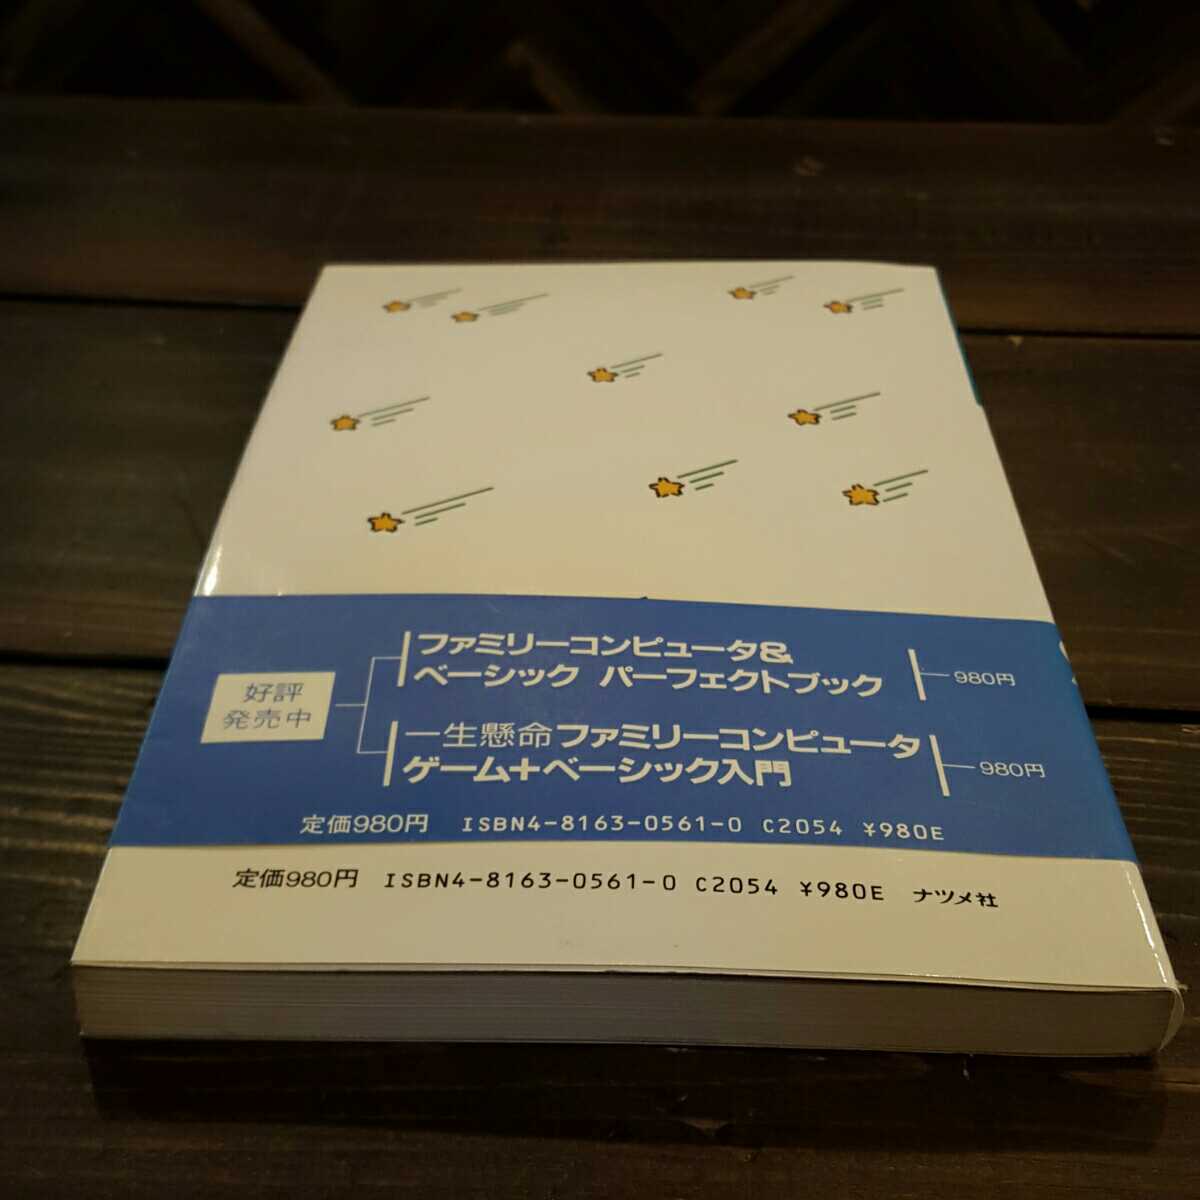 好評
発売中
ファミリーコンピュータ&
ベーシック パーフェクトブック
980円
一生懸命ファミリーコンピュータ
ゲーム+ベーシック入門
980円
定価980円 ISBN4-8163-0561-0 C2054 ¥980E
定価980円 ISBN4-8163-0561-0 C2054 ¥980E ナツメ社